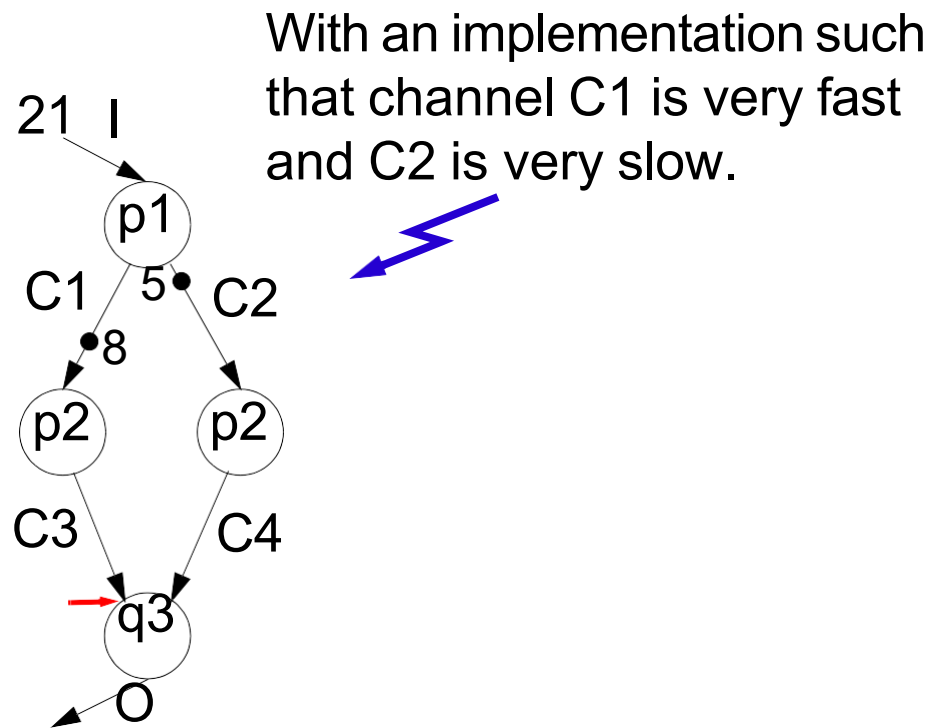 With an implementation such
that channel C1 is very fast
and C2 is very slow.
21 I
p1
C1 5 C2
8
p2 p2
C3 C4
q3
O